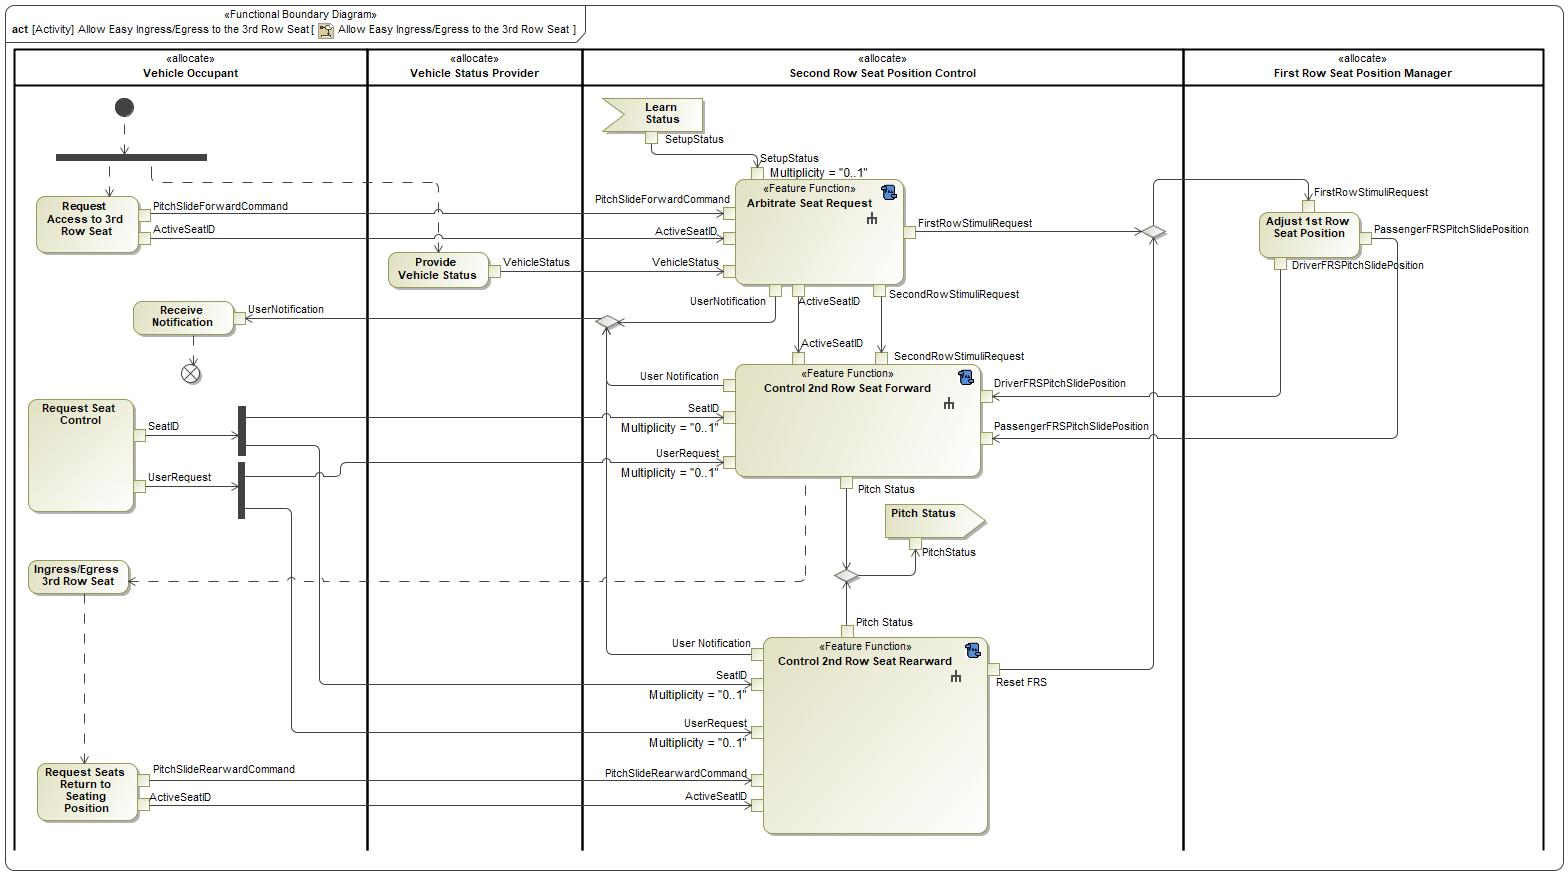 «Functional Boundary Diagram»
act [Activity] Allow Easy Ingress/Egress to the 3rd Row Seat [ Allow Easy Ingress/Egress to the 3rd Row Seat ]
«allocate»
Vehicle Occupant
«allocate»
Vehicle Status Provider
«allocate»
Second Row Seat Position Control
«allocate»
First Row Seat Position Manager
Learn
Status
SetupStatus
SetupStatus
Multiplicity = "0..1"
Request
Access to 3rd
Row Seat
PitchSlideForwardCommand
ActiveSeatID
PitchSlideForwardCommand
ActiveSeatID
VehicleStatus
«Feature Function»
Arbitrate Seat Request
FirstRowStimuliRequest
FirstRowStimuliRequest
Adjust 1st Row
Seat Position
PassengerFRSPitchSlidePosition
DriverFRSPitchSlidePosition
Provide
Vehicle Status
VehicleStatus
UserNotification
ActiveSeatID
SecondRowStimuliRequest
Receive
Notification
UserNotification
ActiveSeatID
SecondRowStimuliRequest
«Feature Function»
Control 2nd Row Seat Forward
User Notification
SeatID
Multiplicity = "0..1"
UserRequest
Multiplicity = "0..1"
DriverFRSPitchSlidePosition
PassengerFRSPitchSlidePosition
Request Seat
Control
SeatID
UserRequest
Pitch Status
Pitch Status
PitchStatus
Ingress/Egress
3rd Row Seat
Pitch Status
«Feature Function»
Control 2nd Row Seat Rearward
User Notification
SeatID
Multiplicity = "0..1"
UserRequest
Multiplicity = "0..1"
PitchSlideRearwardCommand
ActiveSeatID
Reset FRS
Request Seats
Return to
Seating
Position
PitchSlideRearwardCommand
ActiveSeatID